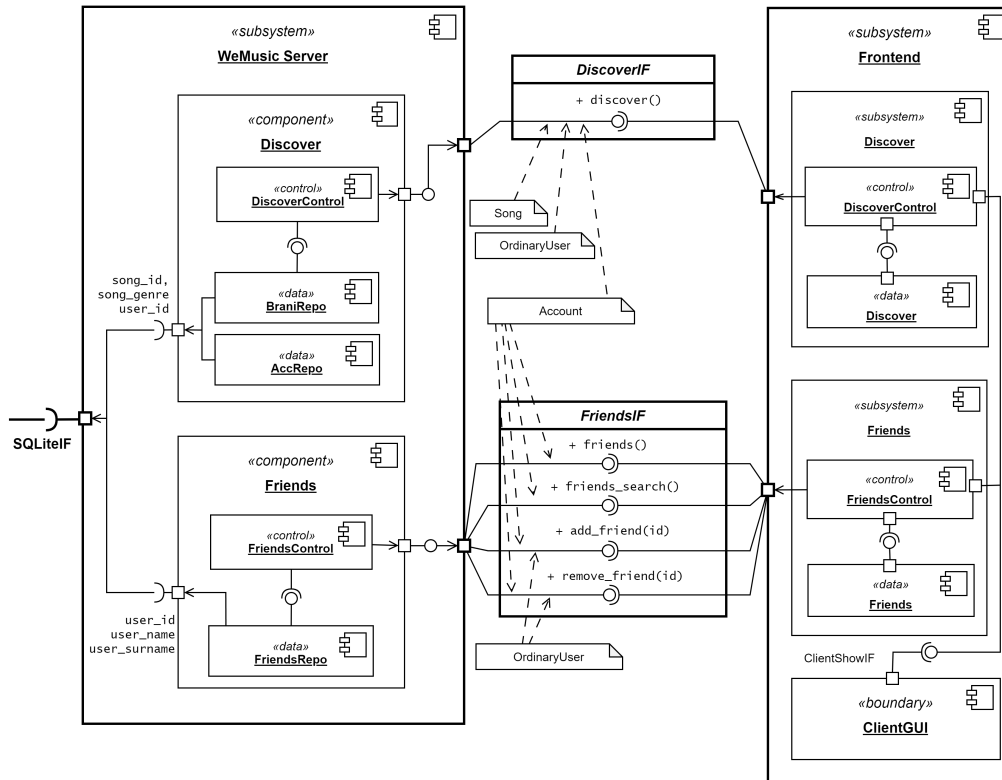 «subsystem»
WeMusic Server
«component»
Discover
«control»
DiscoverControl
«data»
BraniRepo
«data»
AccRepo
song_id,
song_genre
user_id
SQLiteIF
«component»
Friends
«control»
FriendsControl
«data»
FriendsRepo
user_id
user_name
user_surname
DiscoverIF
+ discover()
Song
OrdinaryUser
Account
FriendsIF
+ friends()
+ friends_search()
+ add_friend(id)
+ remove_friend(id)
OrdinaryUser
«subsystem»
Frontend
«subsystem»
Discover
«control»
DiscoverControl
«data»
Discover
«subsystem»
Friends
«control»
FriendsControl
«data»
Friends
ClientShowIF
«boundary»
ClientGUI